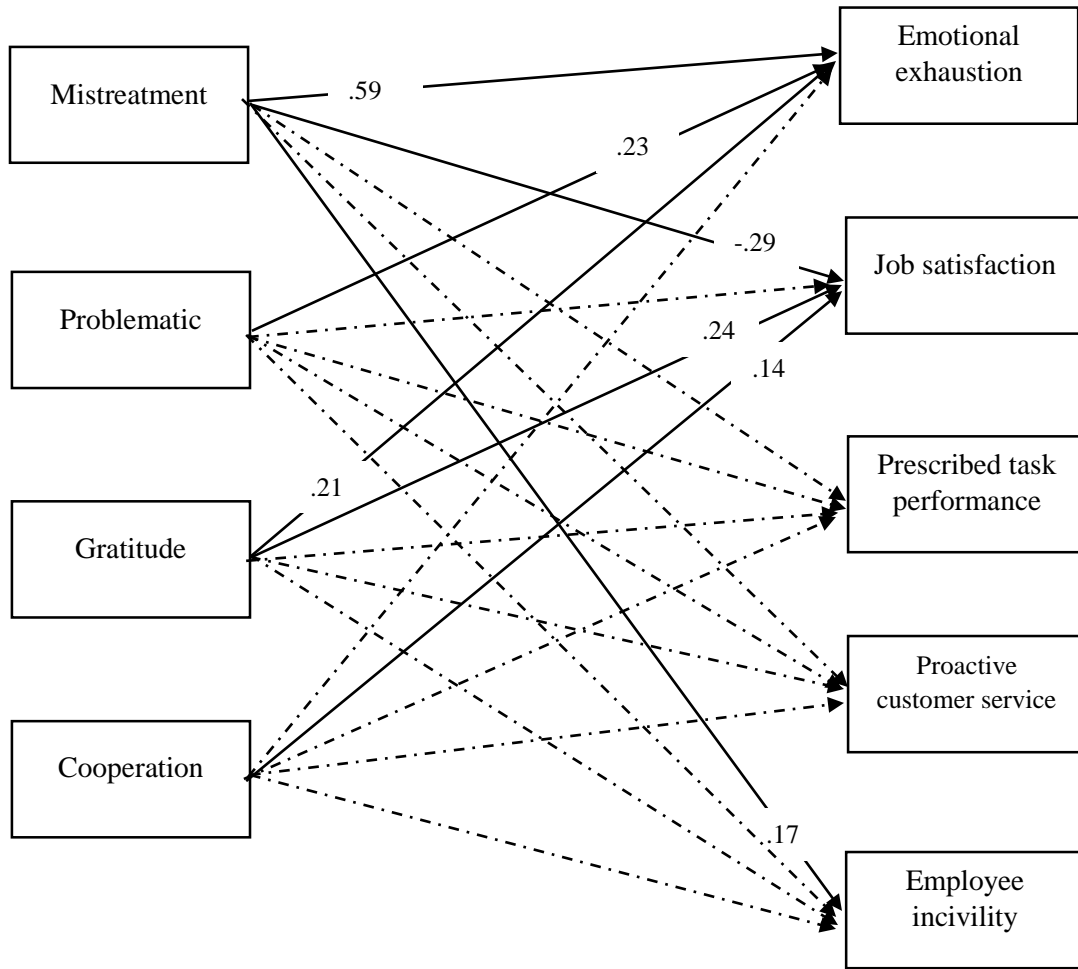 Emotional
exhaustion
Mistreatment
.59
.23
-.29
Job satisfaction
Problematic
.24
.14
Prescribed task
performance
.21
Gratitude
Proactive
customer service
Cooperation
.17
Employee
incivility